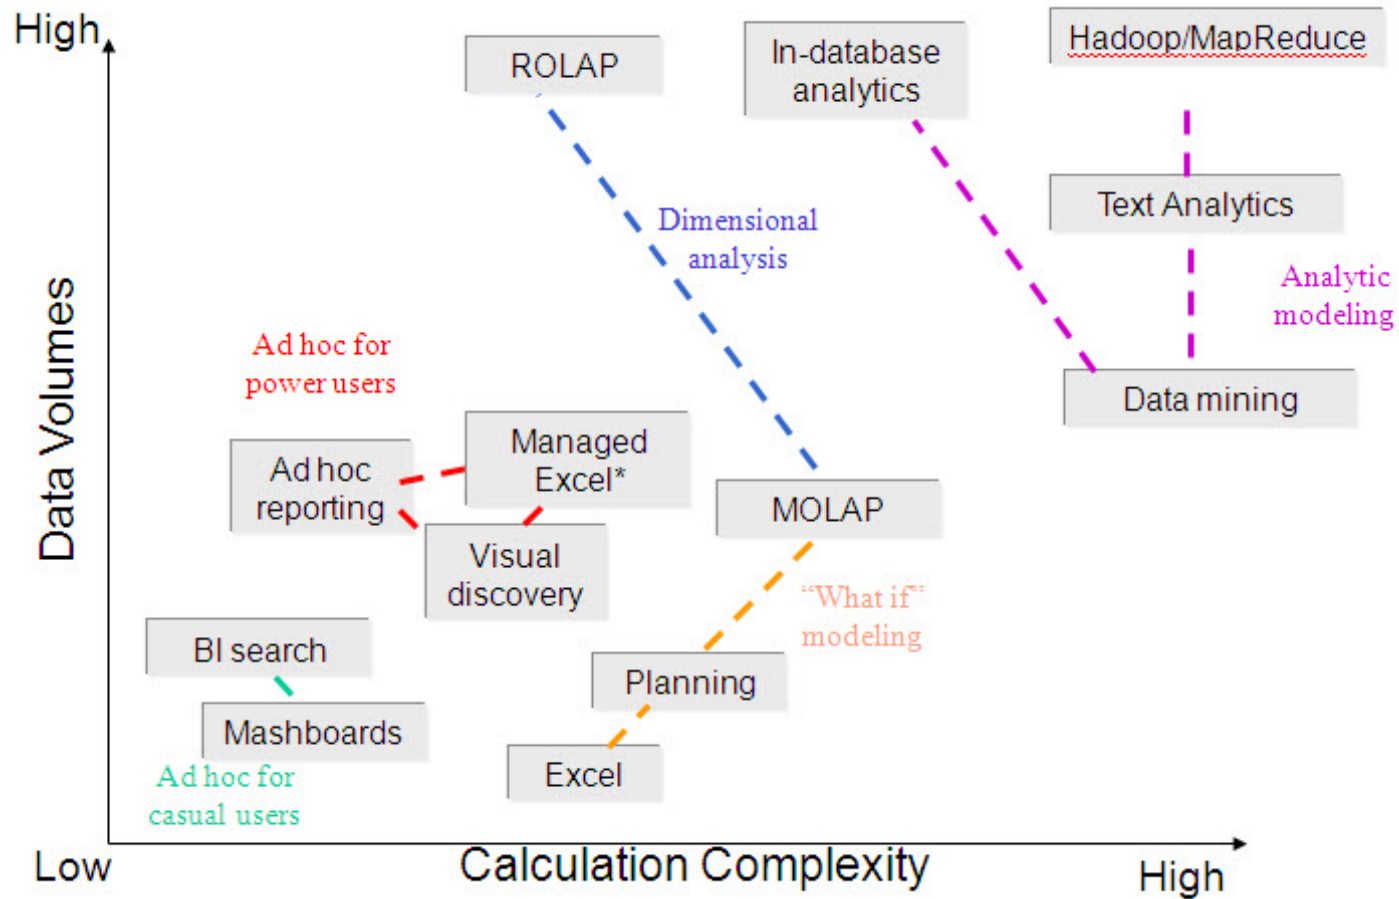 High
ROLAP
In-database
analytics
Hadoop/MapReduce
Text Analytics
Dimensional
analysis
Analytic
modeling
Data Volumes
Ad hoc for
power users
Data mining
Managed
Excel*
Ad hoc
reporting
MOLAP
Visual
discovery
"What if"
modeling
BI search
Planning
Mashboards
Excel
Ad hoc for
casual users
Low
Calculation Complexity
High